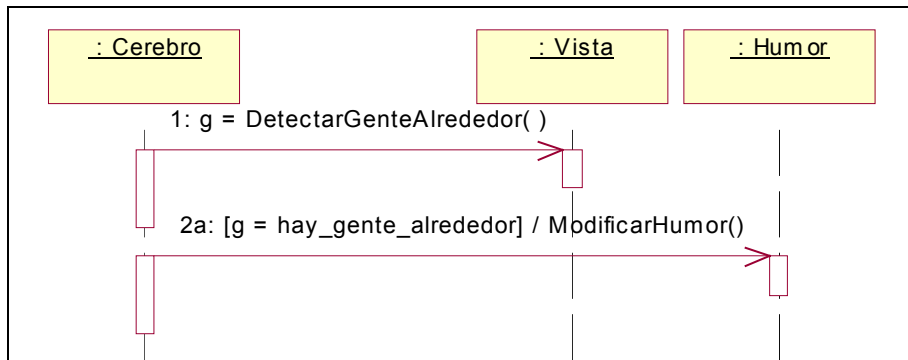 : Cerebro
: Vista
: Humor
1: g = DetectarGenteAlrededor( )
2a: [g = hay_gente_alrededor] / ModificarHumor()